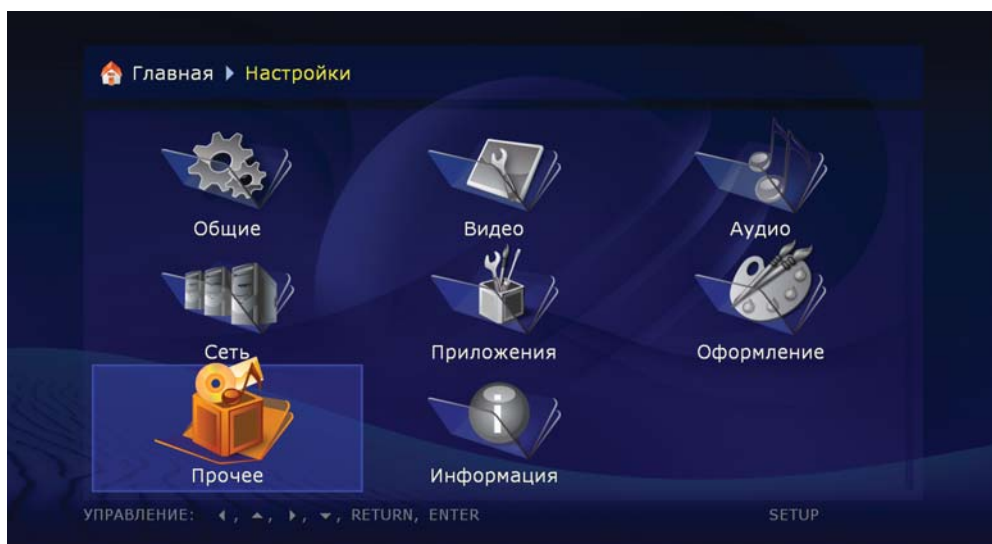 Главная Настройки
Общие Видео Аудио
Сеть Приложения Оформление
Прочее Информация
УПРАВЛЕНИЕ: , , , , RETURN, ENTER SETUP